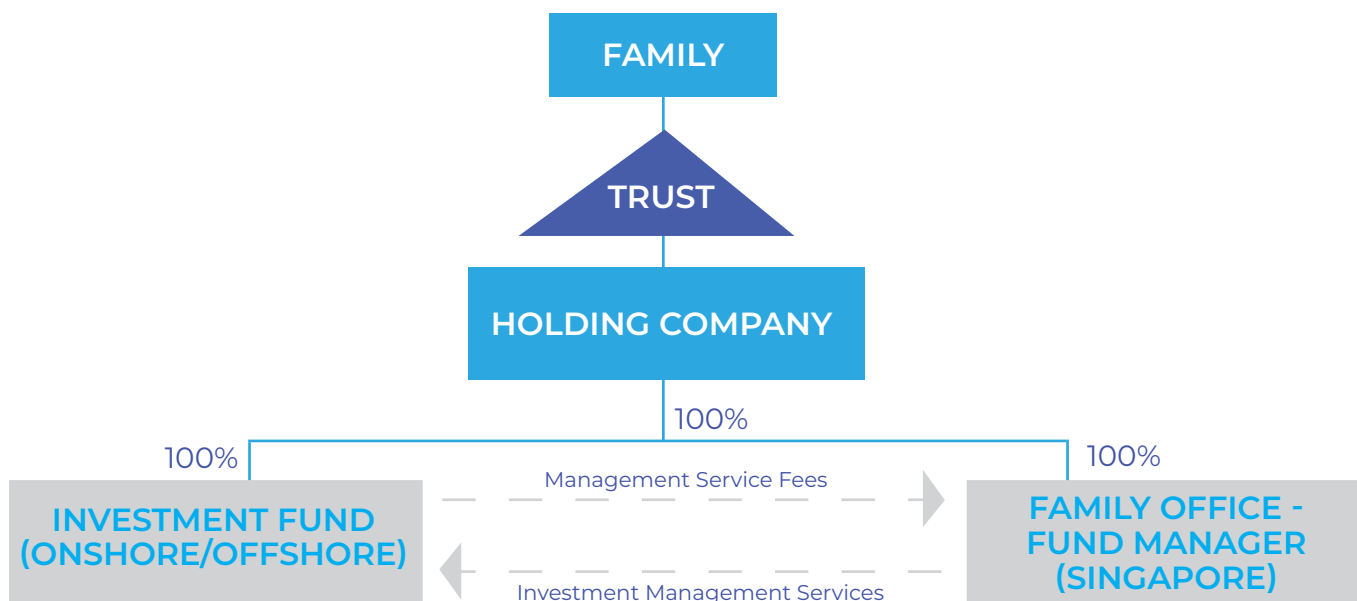 FAMILY
TRUST
HOLDING COMPANY
100%
100%
100%
Management Service Fees
INVESTMENT FUND
(ONSHORE/OFFSHORE)
FAMILY OFFICE -
FUND MANAGER
(SINGAPORE)
Investment Management Services